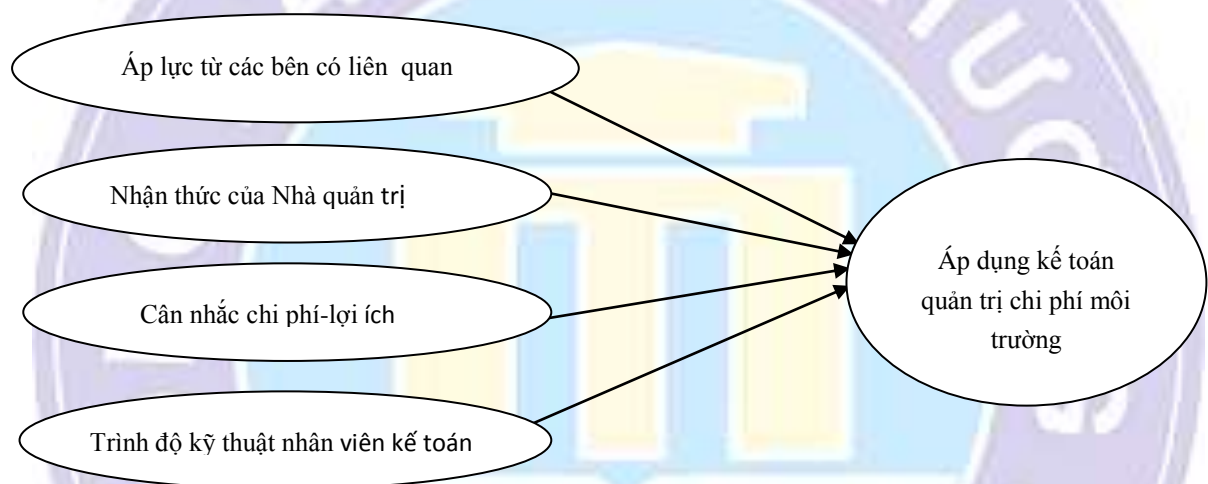 Áp lực từ các bên có liên quan
Nhận thức của Nhà quản trị
Cân nhắc chi phí-lợi ích
Trình độ kỹ thuật nhân viên kế toán
Áp dụng kế toán
quản trị chi phí môi
trường